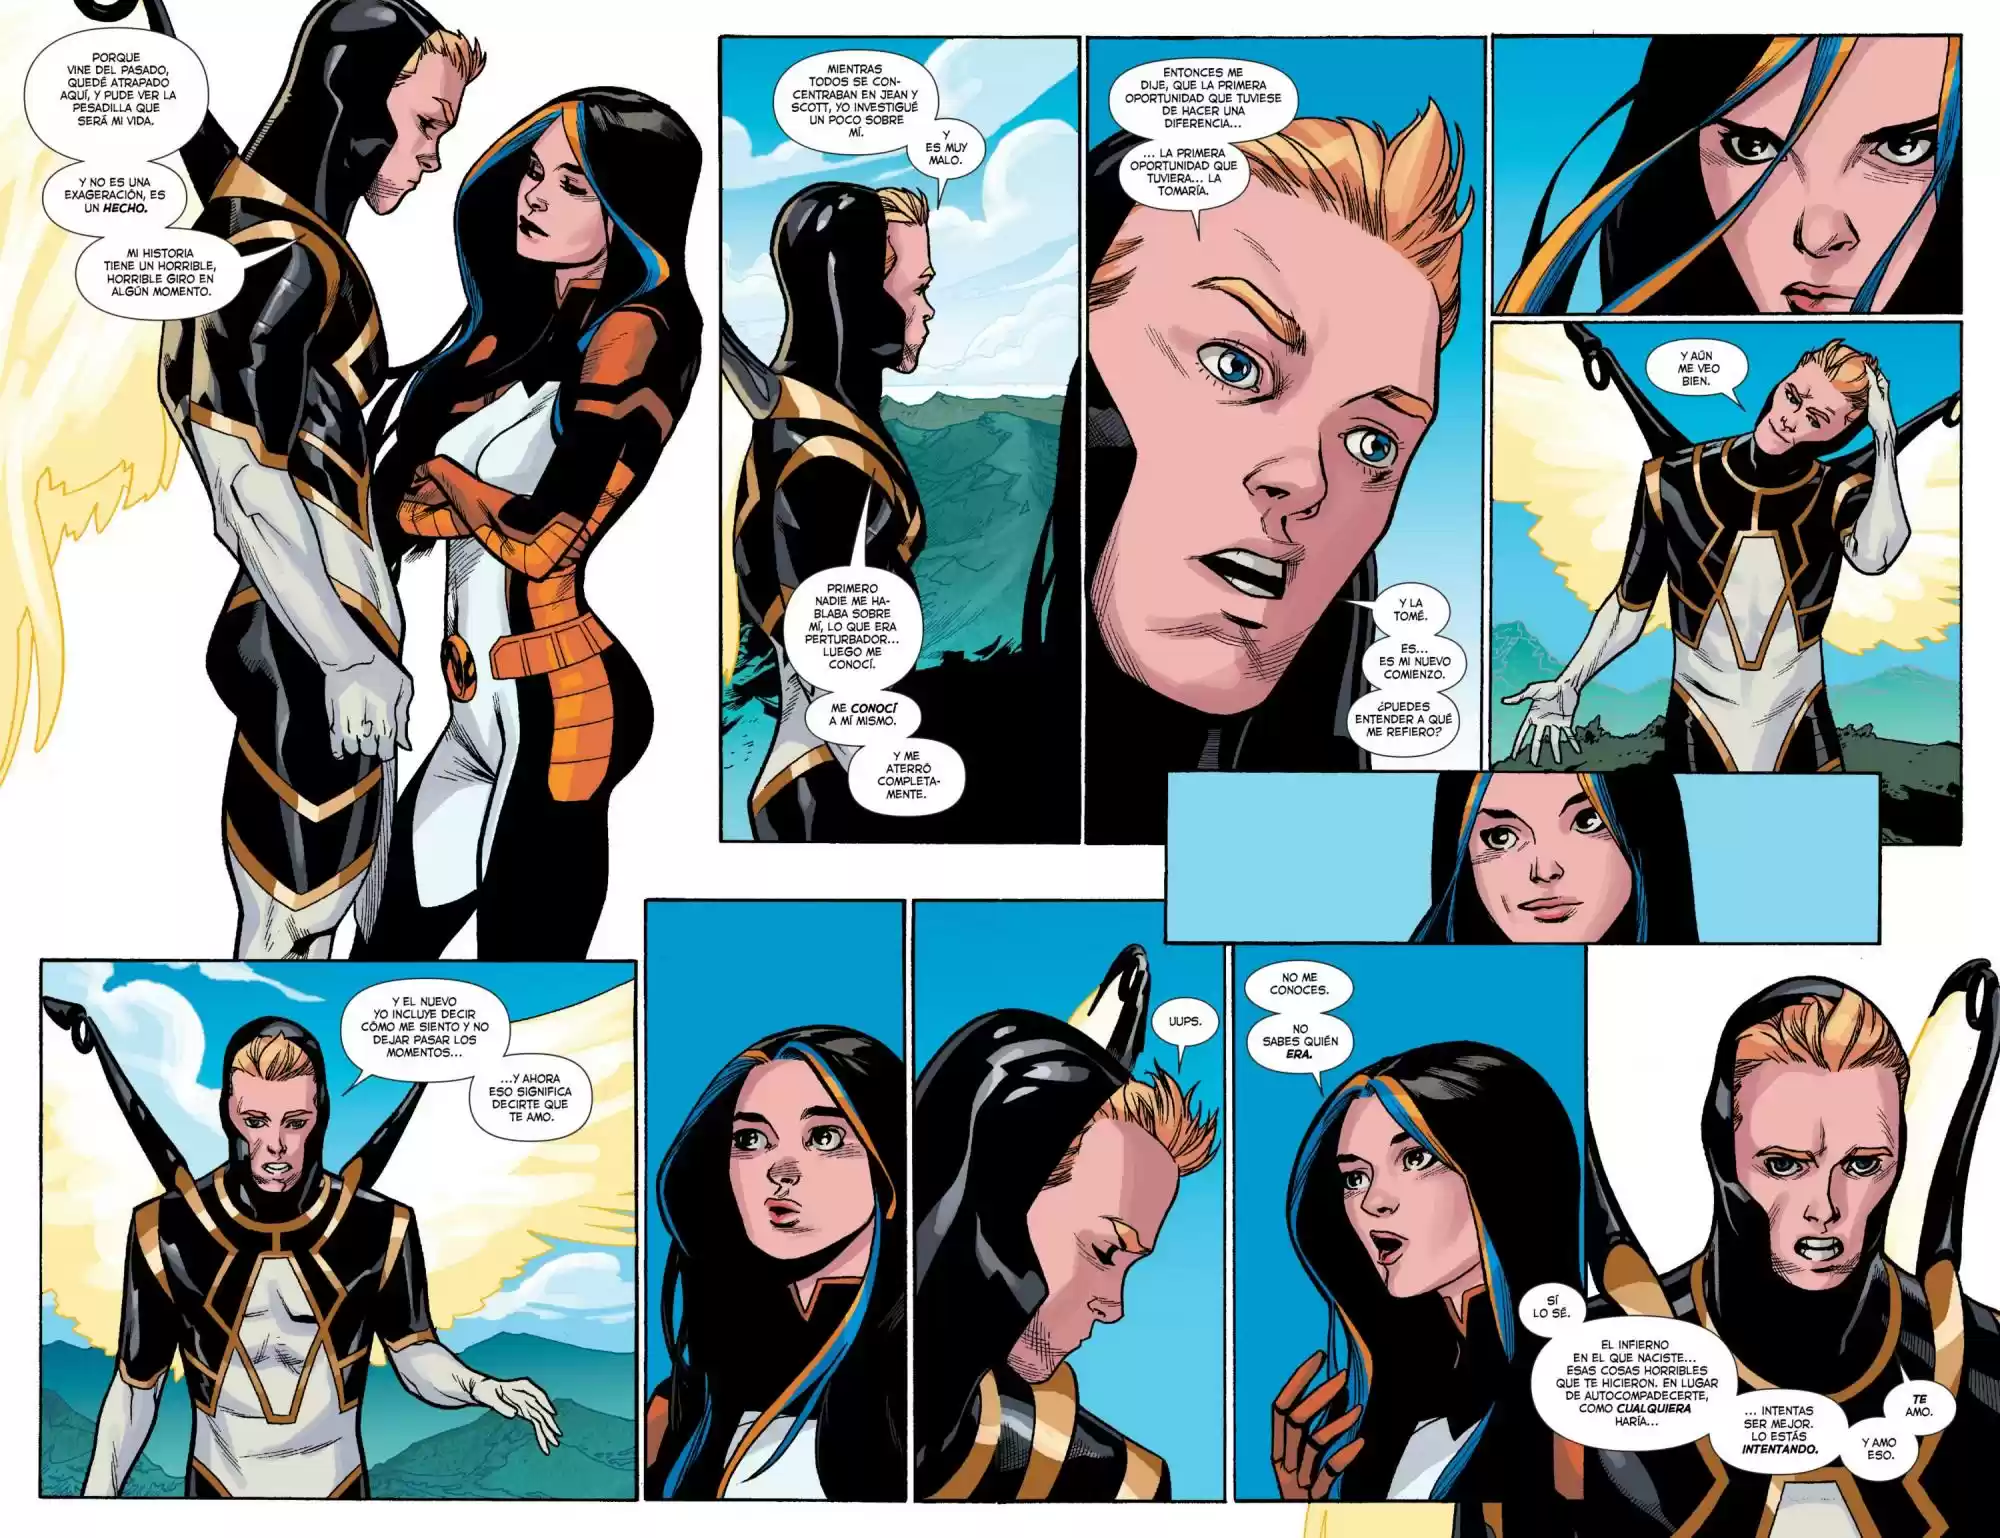 PORQUE
VINE DEL PASADO,
QUEDÉ ATRAPADO
AQUÍ, Y PUDE VER LA
PESADILLA QUE
SERÁ MI VIDA.
Y NO ES UNA
EXAGERACIÓN, ES
UN HECHO.
MI HISTORIA
TIENE UN HORRIBLE,
HORRIBLE GIRO EN
ALGÚN MOMENTO.
MIENTRAS
TODOS SE CON-
CENTRABAN EN JEAN Y
SCOTT, YO INVESTIGUÉ
UN POCO SOBRE
MÍ.
Y
ES MUY
MALO.
PRIMERO
NADIE ME HA-
BLABA SOBRE
MÍ, LO QUE ERA
PERTURBADOR...
LUEGO ME
CONOCÍ.
ME CONOCÍ
A MÍ MISMO.
Y ME
ATERRÓ
COMPLETA-
MENTE.
ENTONCES ME
DIJE, QUE LA PRIMERA
OPORTUNIDAD QUE TUVIESE
DE HACER UNA
DIFERENCIA...
... LA PRIMERA
OPORTUNIDAD QUE
TUVIERA... LA
TOMARÍA.
Y LA
TOMÉ.
ES...
ES MI NUEVO
COMIENZO.
¿PUEDES
ENTENDER A QUÉ
ME REFIERO?
Y AÚN
ME VEO
BIEN.
Y EL NUEVO
YO INCLUYE DECIR
CÓMO ME SIENTO Y NO
DEJAR PASAR LOS
MOMENTOS...
...Y AHORA
ESO SIGNIFICA
DECIRTE QUE
TE AMO.
UUPS.
NO ME
CONOCES.
NO
SABES QUIÉN
ERA.
SÍ
LO SÉ.
EL INFIERNO
EN EL QUE NACISTE...
ESAS COSAS HORRIBLES
QUE TE HICIERON. EN LUGAR
DE AUTOCOMPADECERTE,
COMO CUALQUIERA
HARÍA...
... INTENTAS
SER MEJOR.
LO ESTÁS
INTENTANDO.
Y AMO
ESO.
TE
AMO.